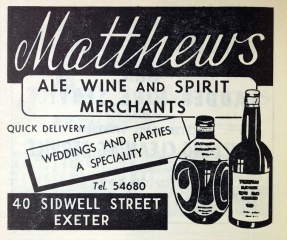 Matthews
ALE, WINE AND SPIRIT
MERCHANTS
QUICK DELIVERY
WEDDINGS AND PARTIES
A SPECIALITY
Tel. 54680
40 SIDWELL STREET
EXETER